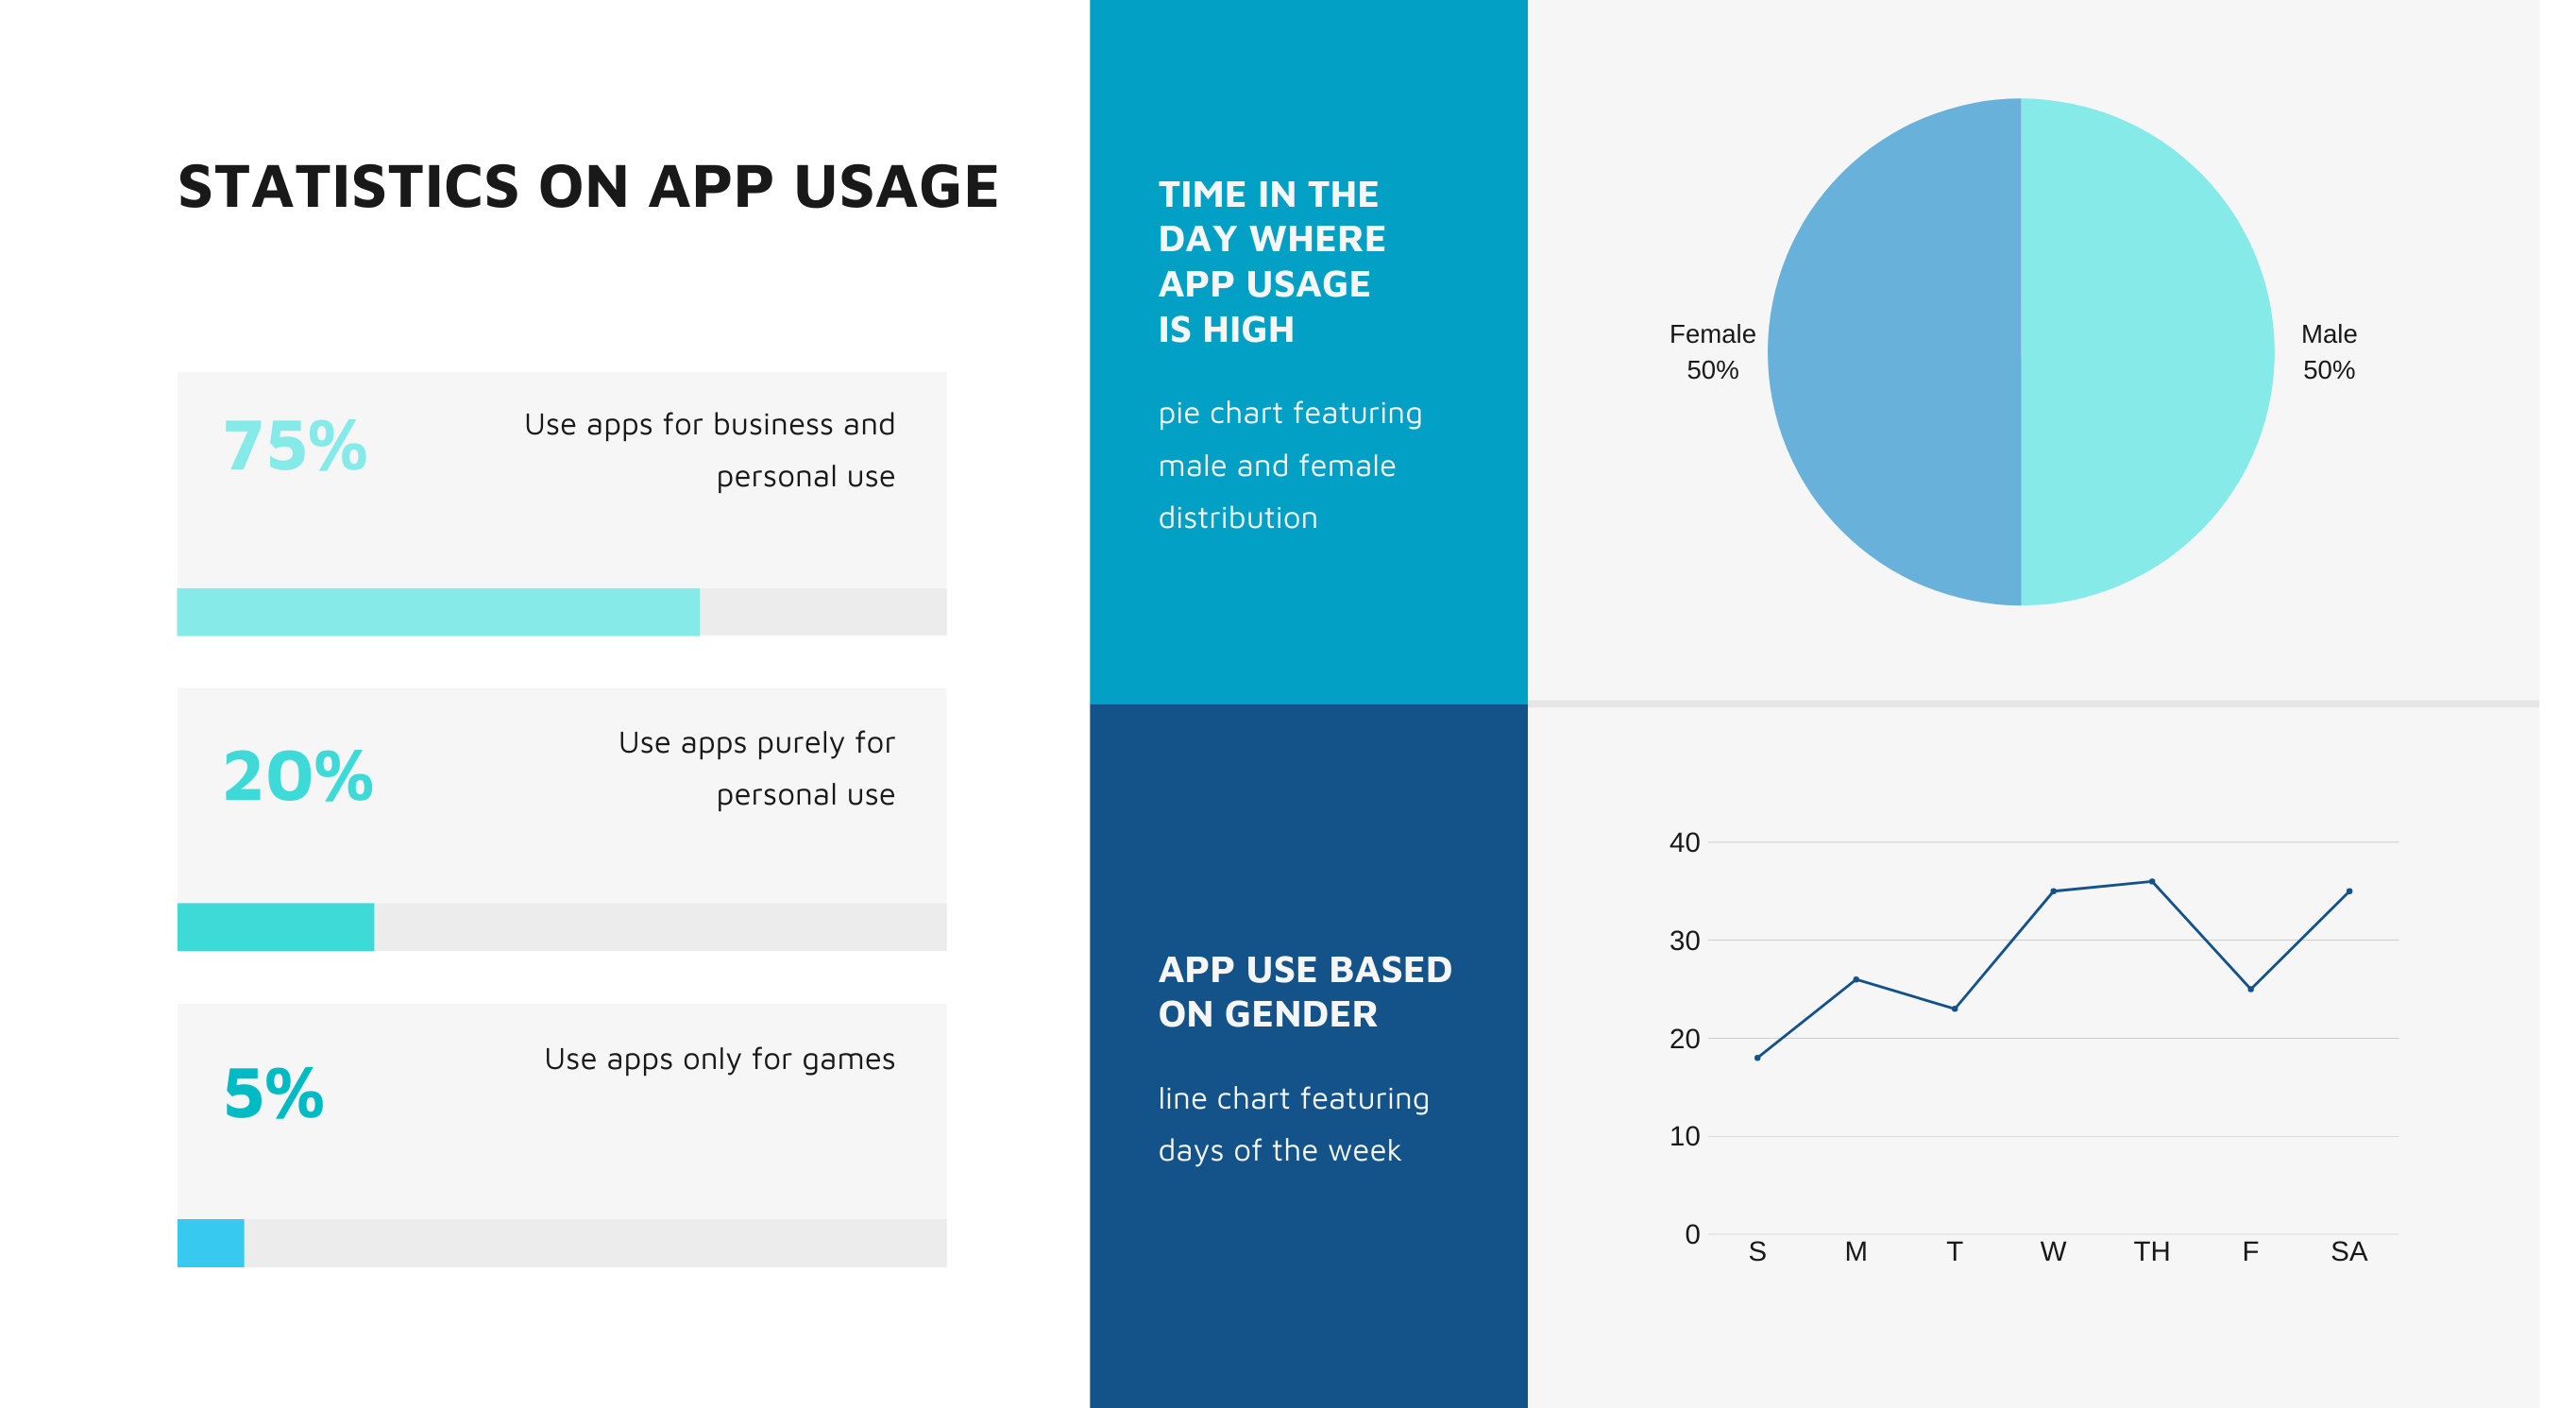 STATISTICS ON APP USAGE
75%
Use apps for business and
personal use
20%
Use apps purely for
personal use
5%
Use apps only for games
TIME IN THE
DAY WHERE
APP USAGE
IS HIGH
pie chart featuring
male and female
distribution
Female
50%
Male
50%
APP USE BASED
ON GENDER
line chart featuring
days of the week
40
30
20
10
0
S M T W TH F SA